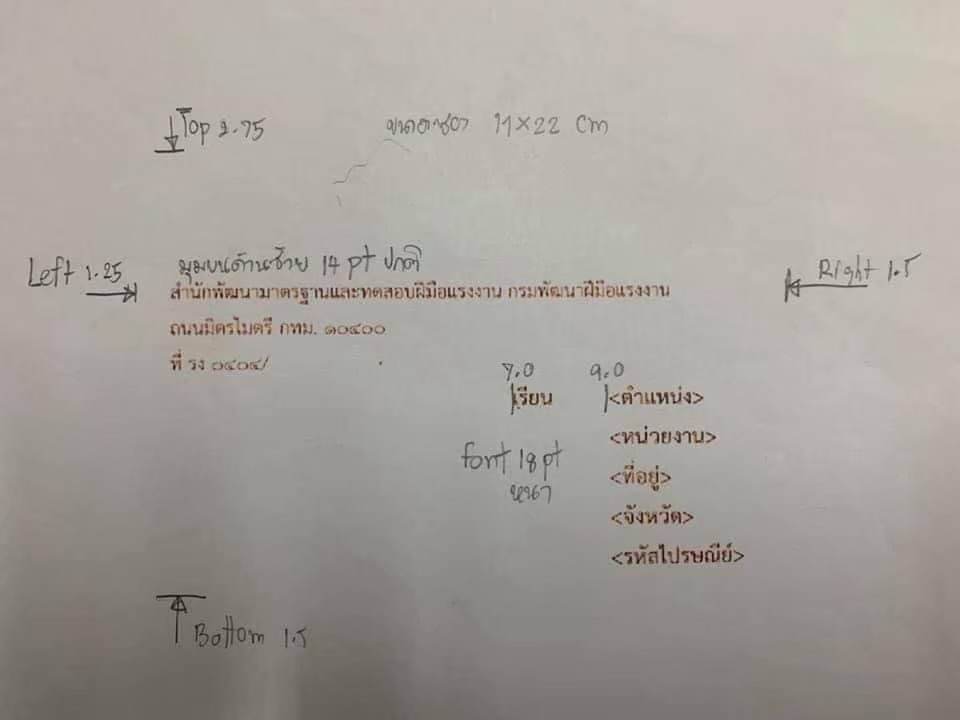 Top 2.75
ขนาดซอง 11×22 cm
Left 1.25
มุมบนด้านซ้าย 14 pt ปกติ
Right 1.5
สำนักพัฒนามาตรฐานและทดสอบฝีมือแรงงาน กรมพัฒนาฝีมือแรงงาน
ถนนมิตรไมตรี กทม. ๑๐๔๐๐
ที่ รง ๐๔๐๔/
7.0
9.0
เรียน
<ตำแหน่ง>
<หน่วยงาน>
font 18 pt
หนา
<ที่อยู่>
<จังหวัด>
<รหัสไปรษณีย์>
Bottom 1.5